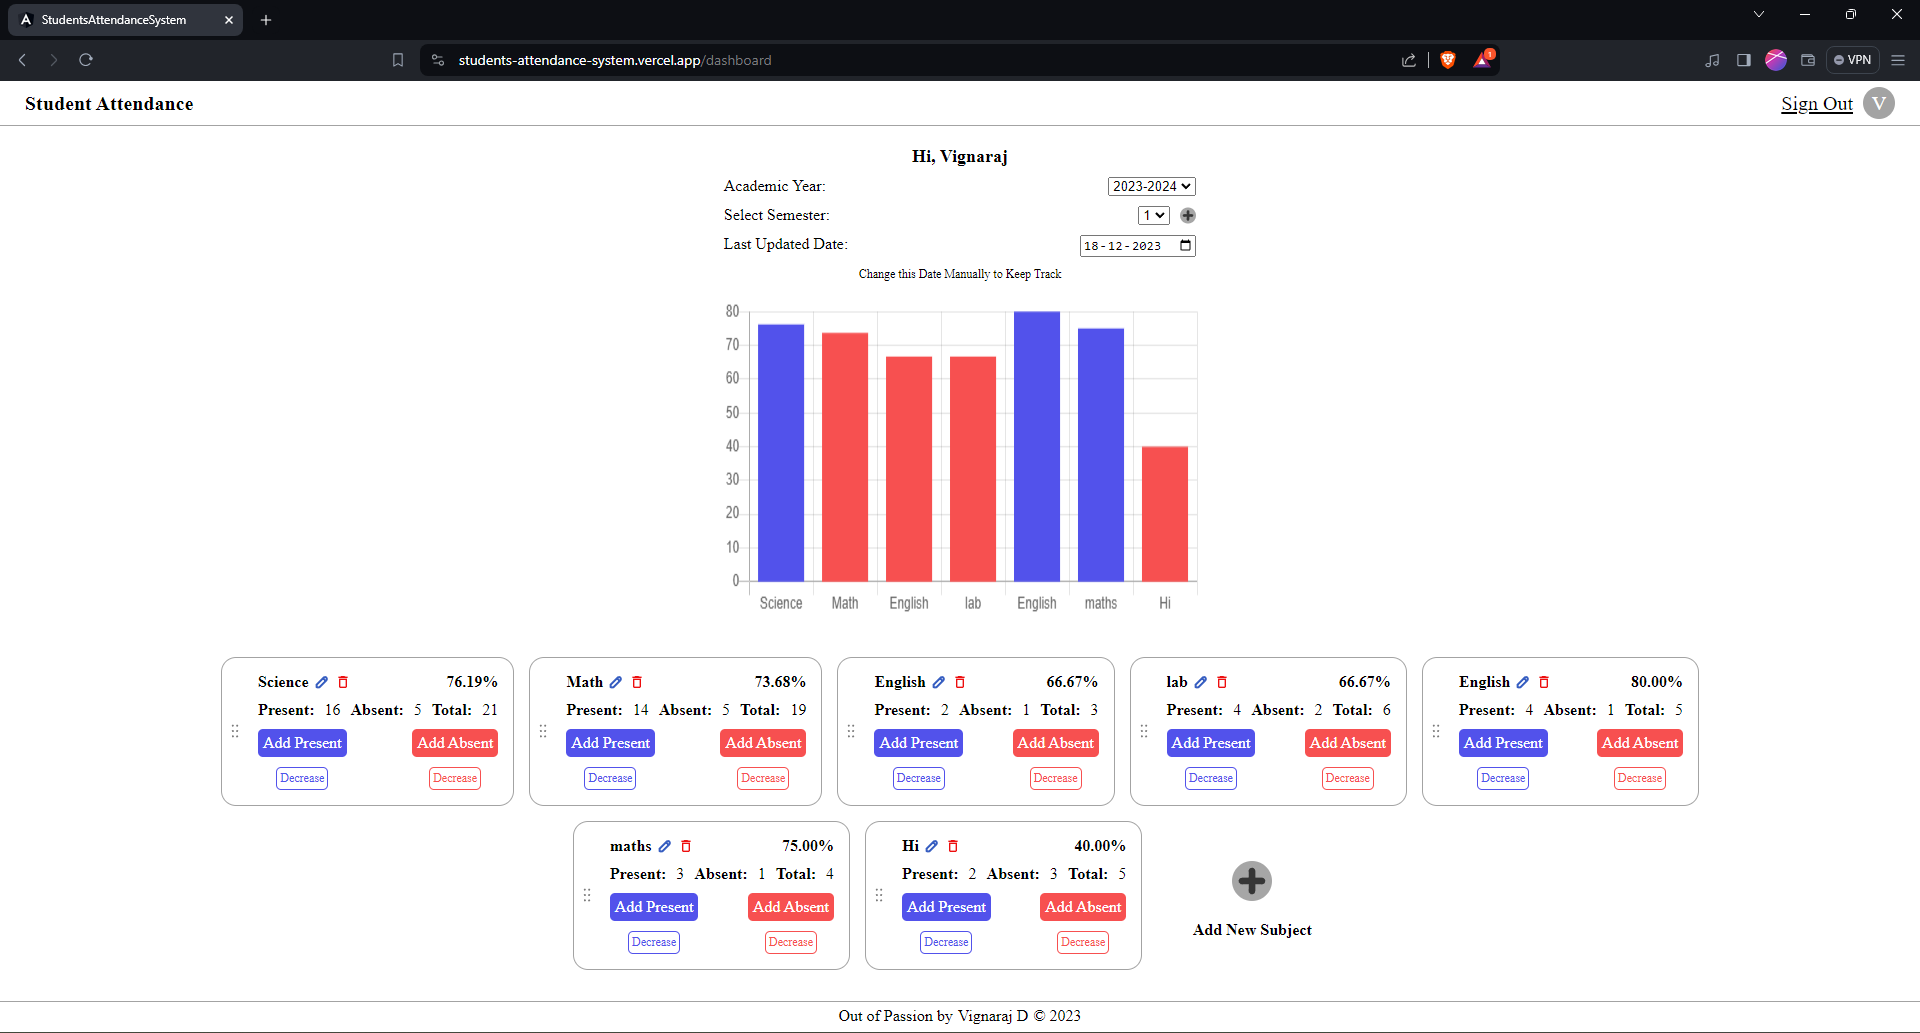 StudentsAttendanceSystem
students-attendance-system.vercel.app/dashboard
1
VPN
Student Attendance
Sign Out V
Hi, Vignaraj
Academic Year: 2023-2024
Select Semester: 1
Last Updated Date: 18-12-2023
Change this Date Manually to Keep Track
80
70
60
50
40
30
20
10
0
Science Math English lab English maths Hi
Science 76.19%
Present: 16 Absent: 5 Total: 21
Add Present Add Absent
Decrease Decrease
Math 73.68%
Present: 14 Absent: 5 Total: 19
Add Present Add Absent
Decrease Decrease
English 66.67%
Present: 2 Absent: 1 Total: 3
Add Present Add Absent
Decrease Decrease
lab 66.67%
Present: 4 Absent: 2 Total: 6
Add Present Add Absent
Decrease Decrease
English 80.00%
Present: 4 Absent: 1 Total: 5
Add Present Add Absent
Decrease Decrease
maths 75.00%
Present: 3 Absent: 1 Total: 4
Add Present Add Absent
Decrease Decrease
Hi 40.00%
Present: 2 Absent: 3 Total: 5
Add Present Add Absent
Decrease Decrease
Add New Subject
Out of Passion by Vignaraj D © 2023